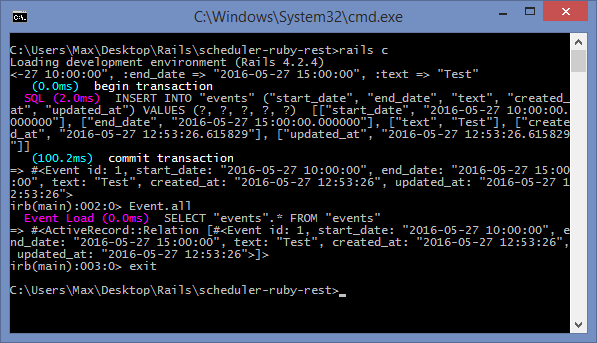 C:\Windows\System32\cmd.exe
C:\Users\Max\Desktop\Rails\scheduler-ruby-rest>rails c
Loading development environment (Rails 4.2.4)
<-27 10:00:00", :end_date => "2016-05-27 15:00:00", :text => "Test"
(0.0ms)  begin transaction
SQL (2.0ms)  INSERT INTO "events" ("start_date", "end_date", "text", "created_
at", "updated_at") VALUES (?, ?, ?, ?, ?)  [["start_date", "2016-05-27 10:00:00.
000000"], ["end_date", "2016-05-27 15:00:00.000000"], ["text", "Test"], ["create
d_at", "2016-05-27 12:53:26.615829"], ["updated_at", "2016-05-27 12:53:26.615829
"]]
(100.2ms)  commit transaction
=> #<Event id: 1, start_date: "2016-05-27 10:00:00", end_date: "2016-05-27 15:00
:00", text: "Test", created_at: "2016-05-27 12:53:26", updated_at: "2016-05-27 1
2:53:26">
irb(main):002:0> Event.all
Event Load (0.0ms)  SELECT "events".* FROM "events"
=> #<ActiveRecord::Relation [#<Event id: 1, start_date: "2016-05-27 10:00:00", e
nd_date: "2016-05-27 15:00:00", text: "Test", created_at: "2016-05-27 12:53:26",
updated_at: "2016-05-27 12:53:26">]>
irb(main):003:0> exit
C:\Users\Max\Desktop\Rails\scheduler-ruby-rest>